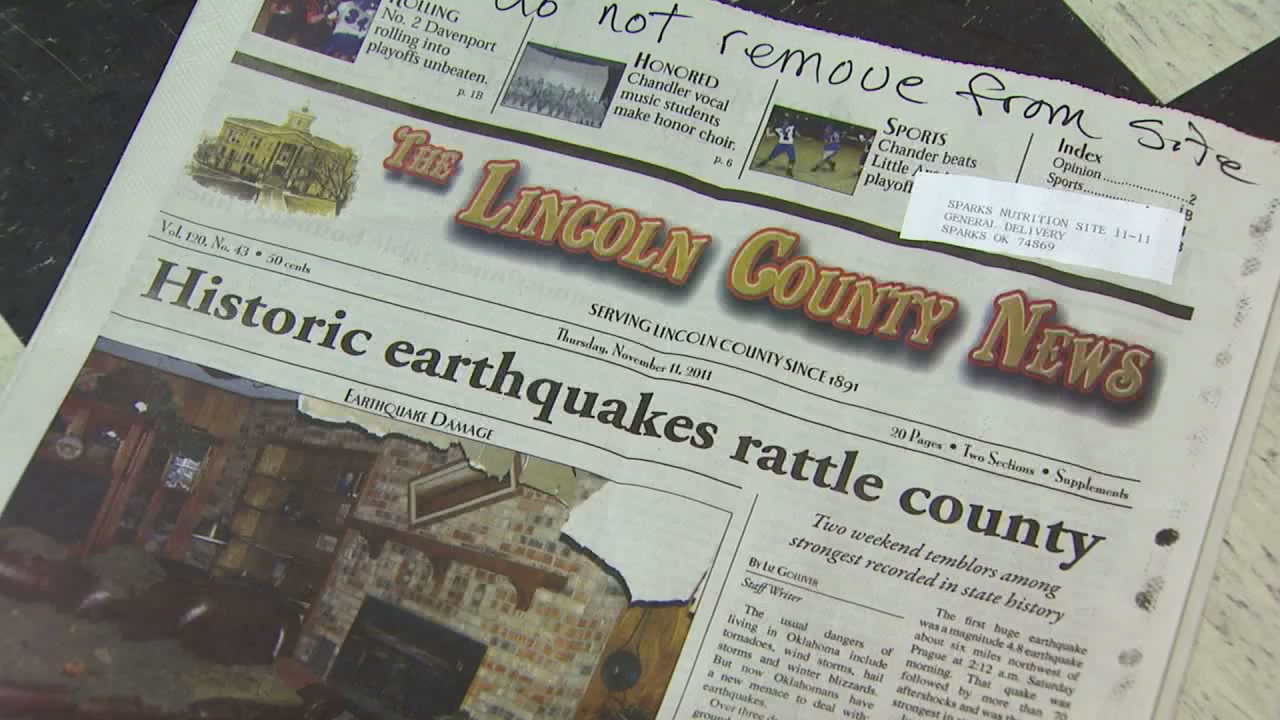 do not remove from site
ROLLING
No. 2 Davenport
rolling into
playoffs unbeaten.
p. 1B
HONORED
Chandler vocal
music students
make honor choir.
p. 6
SPORTS
Chander beats
Little
playoff
Index
Opinion
2
Sports
B
SPARKS NUTRITION SITE 11-11
GENERAL DELIVERY
SPARKS OK 74869
THE LINCOLN COUNTY NEWS
Vol. 120, No. 43 • 50 cents
SERVING LINCOLN COUNTY SINCE 1891
Thursday, November 11, 2011
20 Pages • Two Sections • Supplements
Historic earthquakes rattle county
EARTHQUAKE DAMAGE
Two weekend temblors among
strongest recorded in state history
BY LIZ
Staff Writer
The usual dangers of
living in Oklahoma include
tornadoes, wind storms, hail
storms and winter blizzards.
But now Oklahomans have
a new menace to deal with:
earthquakes.
Over three
The first huge earthquake
was a magnitude 4.8 earthquake
about six miles northwest of
Prague at 2:12 a.m. Saturday
morning. That quake was
followed by more than 20
aftershocks and was the
strongest in